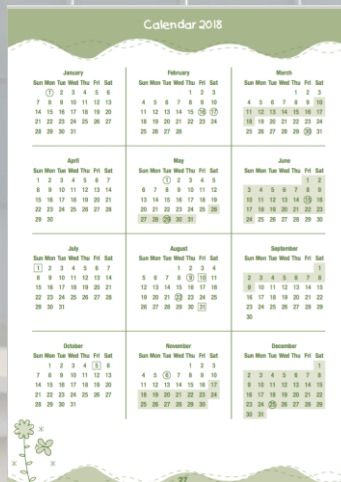 Calendar 2018
January February March
Sun Mon Tue Wed Thu Fri Sat Sun Mon Tue Wed Thu Fri Sat Sun Mon Tue Wed Thu Fri Sat
1 2 3 4 5 6 1 2 3 1 2 3
7 8 9 10 11 12 13 4 5 6 7 8 9 10 4 5 6 7 8 9 10
14 15 16 17 18 19 20 11 12 13 14 15 16 17 11 12 13 14 15 16 17
21 22 23 24 25 26 27 18 19 20 21 22 23 24 18 19 20 21 22 23 24
28 29 30 31 25 26 27 28 25 26 27 28 29 30 31
April May June
Sun Mon Tue Wed Thu Fri Sat Sun Mon Tue Wed Thu Fri Sat Sun Mon Tue Wed Thu Fri Sat
1 2 3 4 5 6 7 1 2 3 4 5 1 2
8 9 10 11 12 13 14 6 7 8 9 10 11 12 3 4 5 6 7 8 9
15 16 17 18 19 20 21 13 14 15 16 17 18 19 10 11 12 13 14 15 16
22 23 24 25 26 27 28 20 21 22 23 24 25 26 17 18 19 20 21 22 23
29 30 27 28 29 30 31 24 25 26 27 28 29 30
July August September
Sun Mon Tue Wed Thu Fri Sat Sun Mon Tue Wed Thu Fri Sat Sun Mon Tue Wed Thu Fri Sat
1 2 3 4 5 6 7 1 2 3 4 1
8 9 10 11 12 13 14 5 6 7 8 9 10 11 2 3 4 5 6 7 8
15 16 17 18 19 20 21 12 13 14 15 16 17 18 9 10 11 12 13 14 15
22 23 24 25 26 27 28 19 20 21 22 23 24 25 16 17 18 19 20 21 22
29 30 31 26 27 28 29 30 31 23 24 25 26 27 28 29
30
October November December
Sun Mon Tue Wed Thu Fri Sat Sun Mon Tue Wed Thu Fri Sat Sun Mon Tue Wed Thu Fri Sat
1 2 3 4 5 6 1 2 3 1
7 8 9 10 11 12 13 4 5 6 7 8 9 10 2 3 4 5 6 7 8
14 15 16 17 18 19 20 11 12 13 14 15 16 17 9 10 11 12 13 14 15
21 22 23 24 25 26 27 18 19 20 21 22 23 24 16 17 18 19 20 21 22
28 29 30 31 25 26 27 28 29 30 23 24 25 26 27 28 29
30 31
27